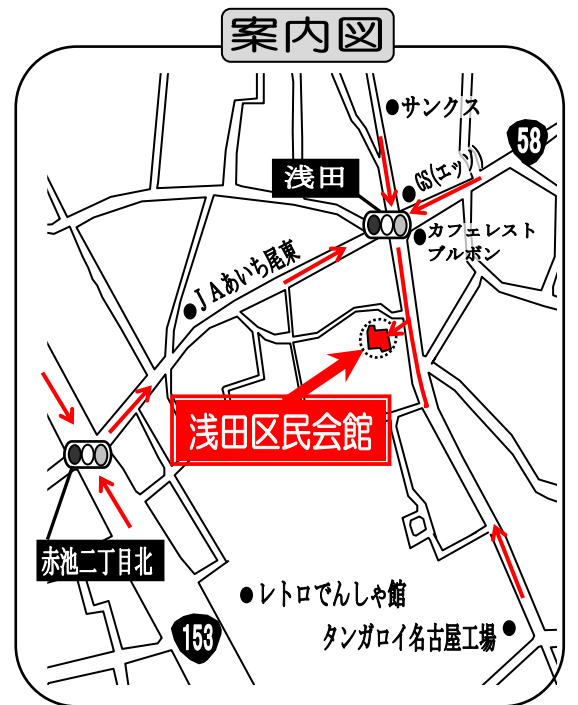 案内図
サンクス
58
GS(エッソ)
浅田
カフェレスト
ブルボン
JAあいち尾東
浅田区民会館
赤池二丁目北
レトロでんしゃ館
153
タンガロイ名古屋工場